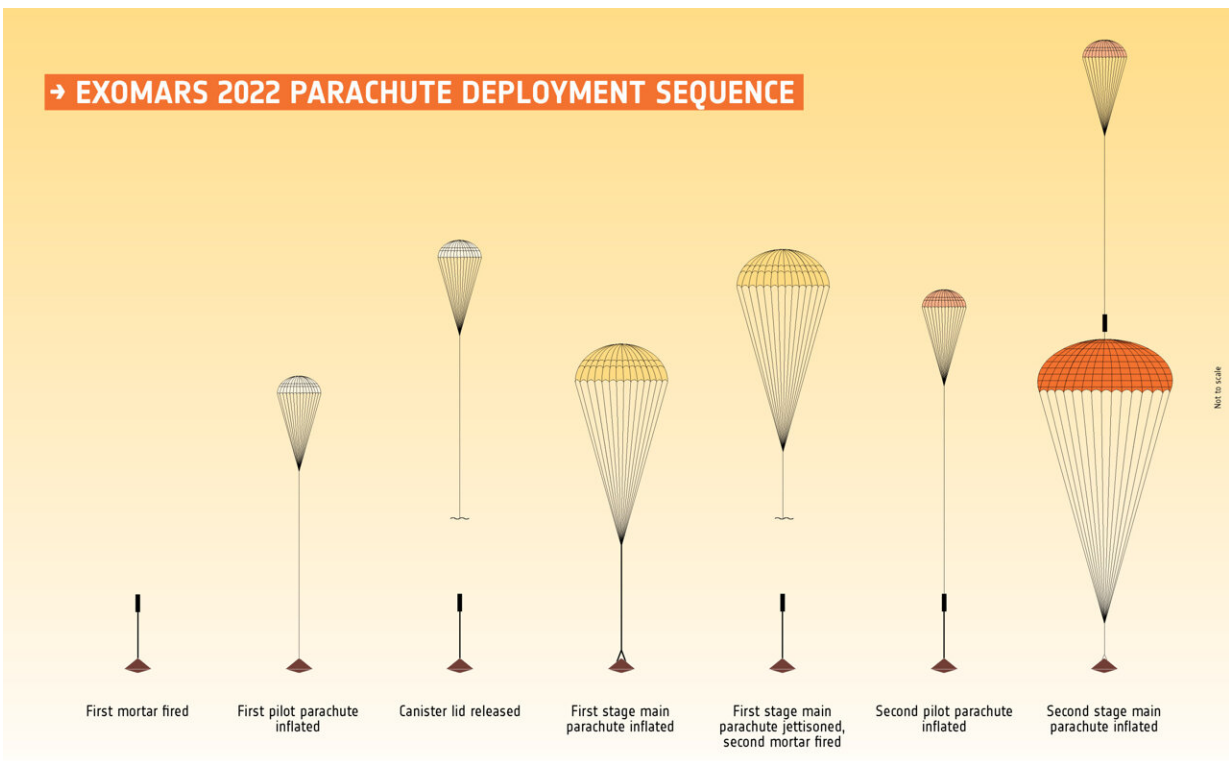 → EXOMARS 2022 PARACHUTE DEPLOYMENT SEQUENCE
Not to scale
First mortar fired
First pilot parachute
inflated
Canister lid released
First stage main
parachute inflated
First stage main
parachute jettisoned,
second mortar fired
Second pilot parachute
inflated
Second stage main
parachute inflated